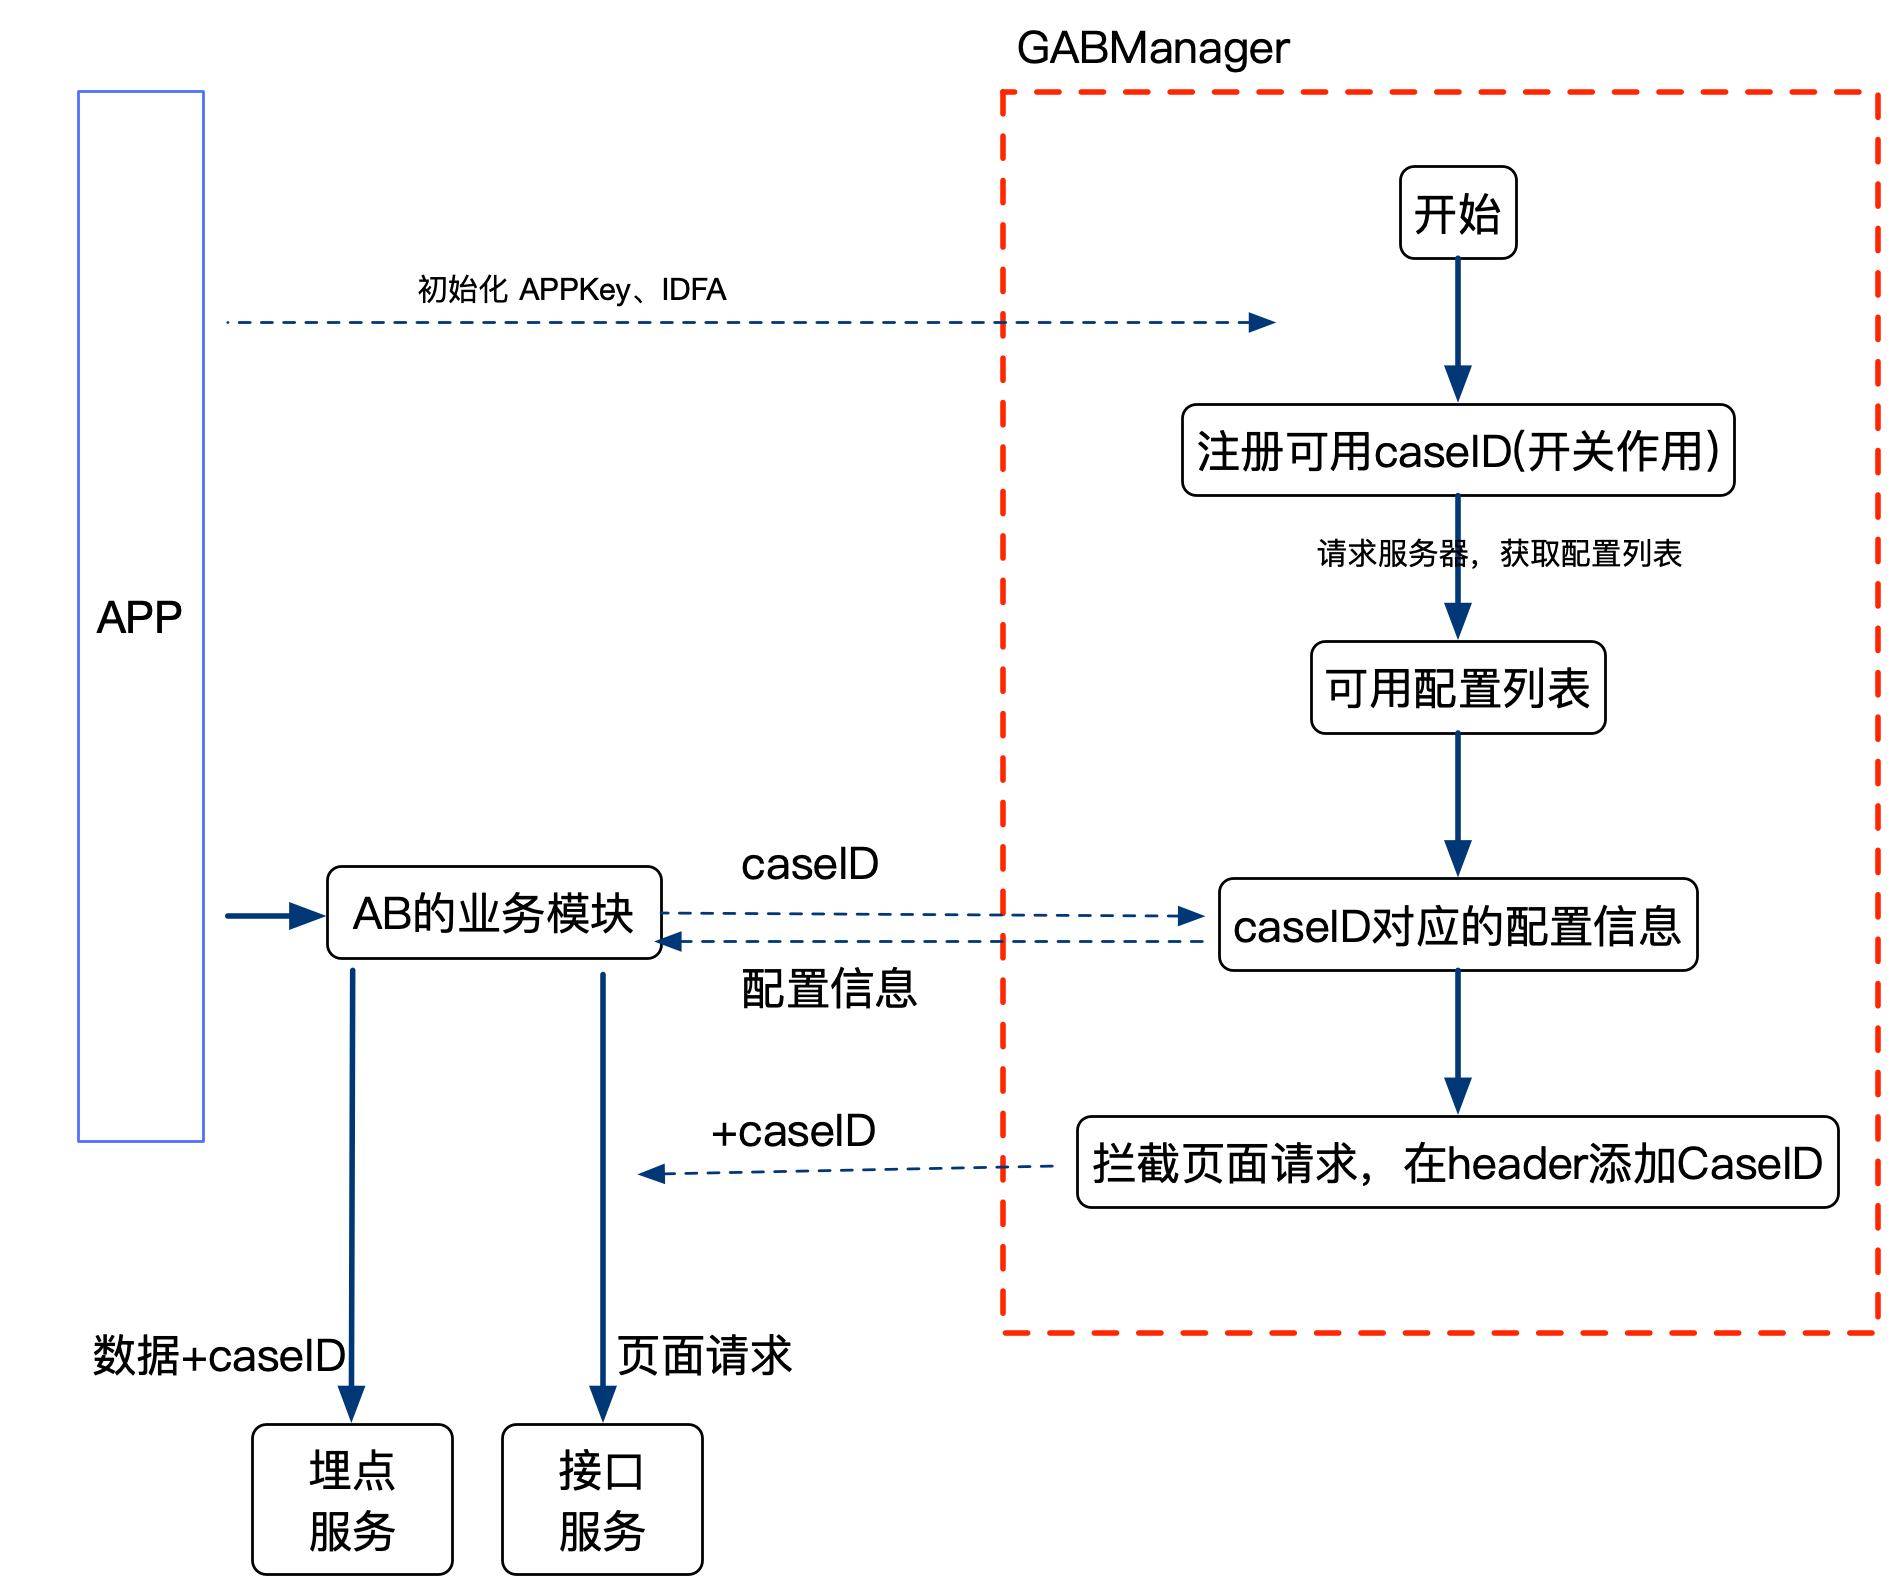 GABManager
开始
初始化 APPKey、IDFA
注册可用caseID(开关作用)
请求服务器，获取配置列表
APP
可用配置列表
caseID
AB的业务模块
caseID对应的配置信息
配置信息
+caseID
拦截页面请求，在header添加CaseID
数据+caseID
页面请求
埋点
服务
接口
服务